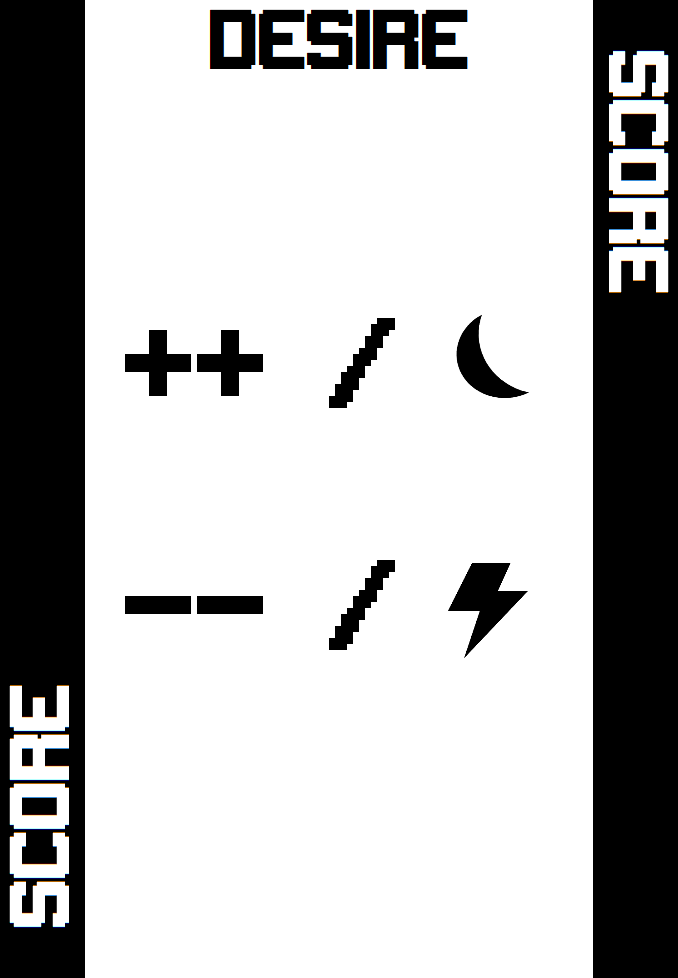 DESIRE
SCORE
++ /
-- /
SCORE